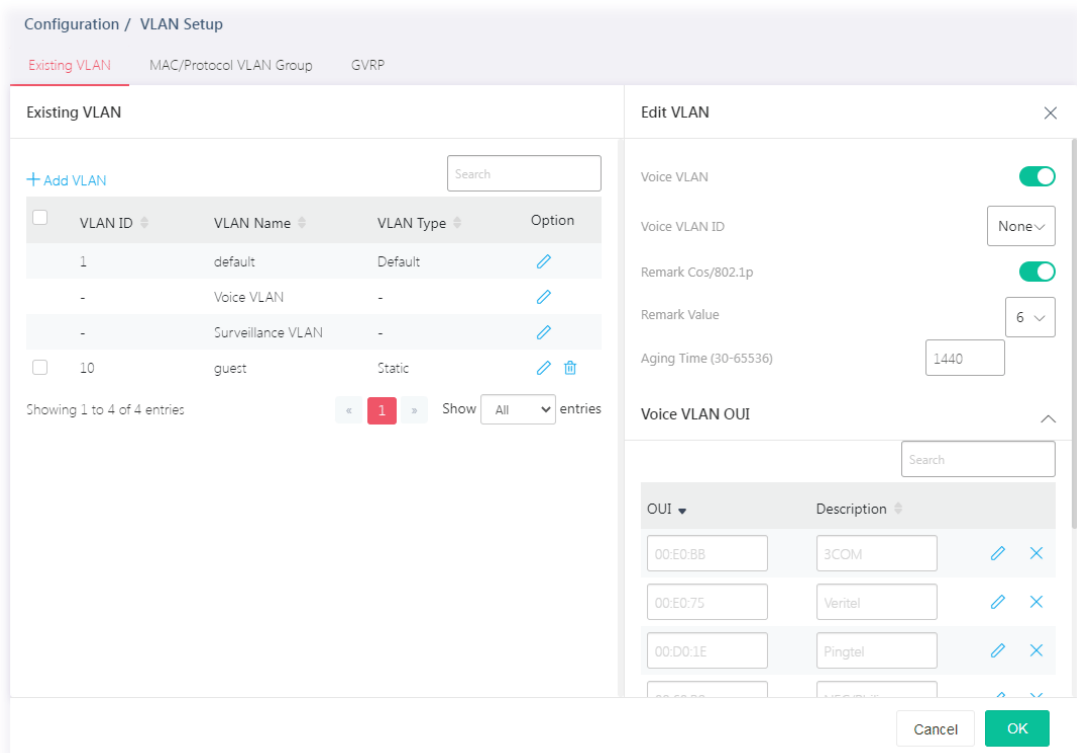 Configuration / VLAN Setup
Existing VLAN MAC/Protocol VLAN Group GVRP
Existing VLAN
+ Add VLAN
Search
VLAN ID VLAN Name VLAN Type Option
1 default Default
- Voice VLAN -
- Surveillance VLAN -
10 guest Static
Showing 1 to 4 of 4 entries
« 1 » Show All entries
Edit VLAN
Voice VLAN
Voice VLAN ID None
Remark Cos/802.1p
Remark Value 6
Aging Time (30-65536) 1440
Voice VLAN OUI
Search
OUI Description
00:E0:BB 3COM
00:E0:75 Veritel
00:D0:1E Pingtel
Cancel OK